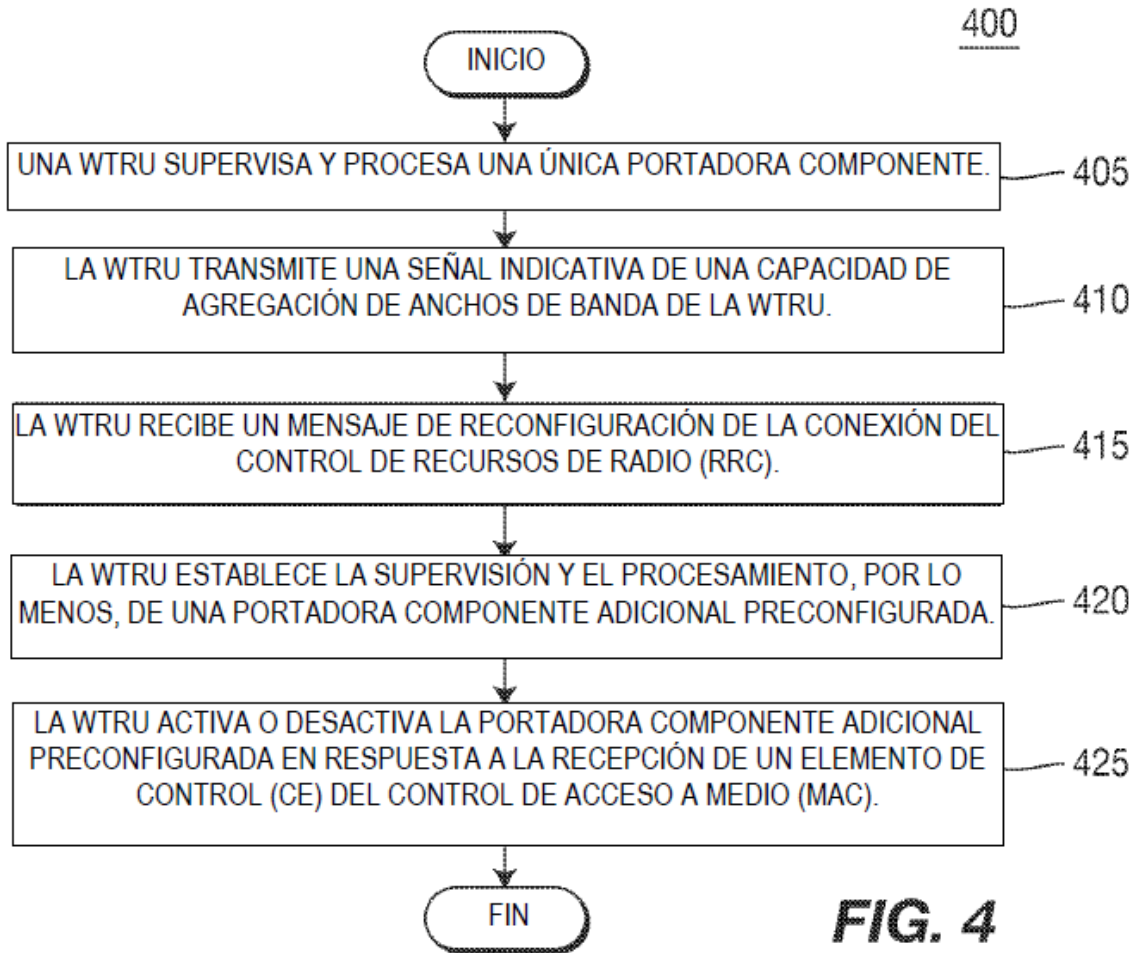 400
INICIO
UNA WTRU SUPERVISA Y PROCESA UNA ÚNICA PORTADORA COMPONENTE.
405
LA WTRU TRANSMITE UNA SEÑAL INDICATIVA DE UNA CAPACIDAD DE
AGREGACIÓN DE ANCHOS DE BANDA DE LA WTRU.
410
LA WTRU RECIBE UN MENSAJE DE RECONFIGURACIÓN DE LA CONEXIÓN DEL
CONTROL DE RECURSOS DE RADIO (RRC).
415
LA WTRU ESTABLECE LA SUPERVISIÓN Y EL PROCESAMIENTO, POR LO
MENOS, DE UNA PORTADORA COMPONENTE ADICIONAL PRECONFIGURADA.
420
LA WTRU ACTIVA O DESACTIVA LA PORTADORA COMPONENTE ADICIONAL
PRECONFIGURADA EN RESPUESTA A LA RECEPCIÓN DE UN ELEMENTO DE
CONTROL (CE) DEL CONTROL DE ACCESO A MEDIO (MAC).
425
FIN
FIG. 4